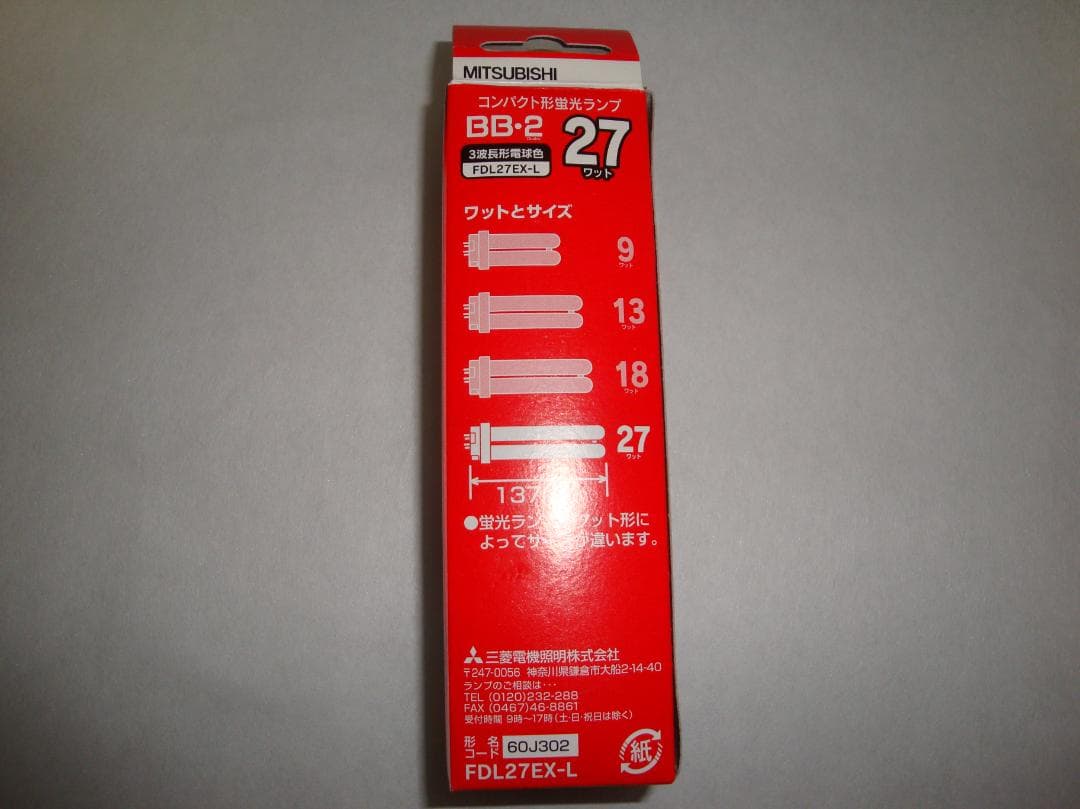 MITSUBISHI
コンパクト形蛍光ランプ
BB・2
27
ワット
3波長形電球色
FDL27EX-L
ワットとサイズ
9
ワット
13
ワット
18
ワット
27
ワット
137
●蛍光ラン ット形に
よってサ 違います。
三菱電機照明株式会社
〒247-0056 神奈川県鎌倉市大船2-14-40
ランプのご相談は・・・
TEL (0120)232-288
FAX (0467)46-8861
受付時間 9時〜17時(土・日・祝日は除く)
形名
コード
60J302
FDL27EX-L
紙